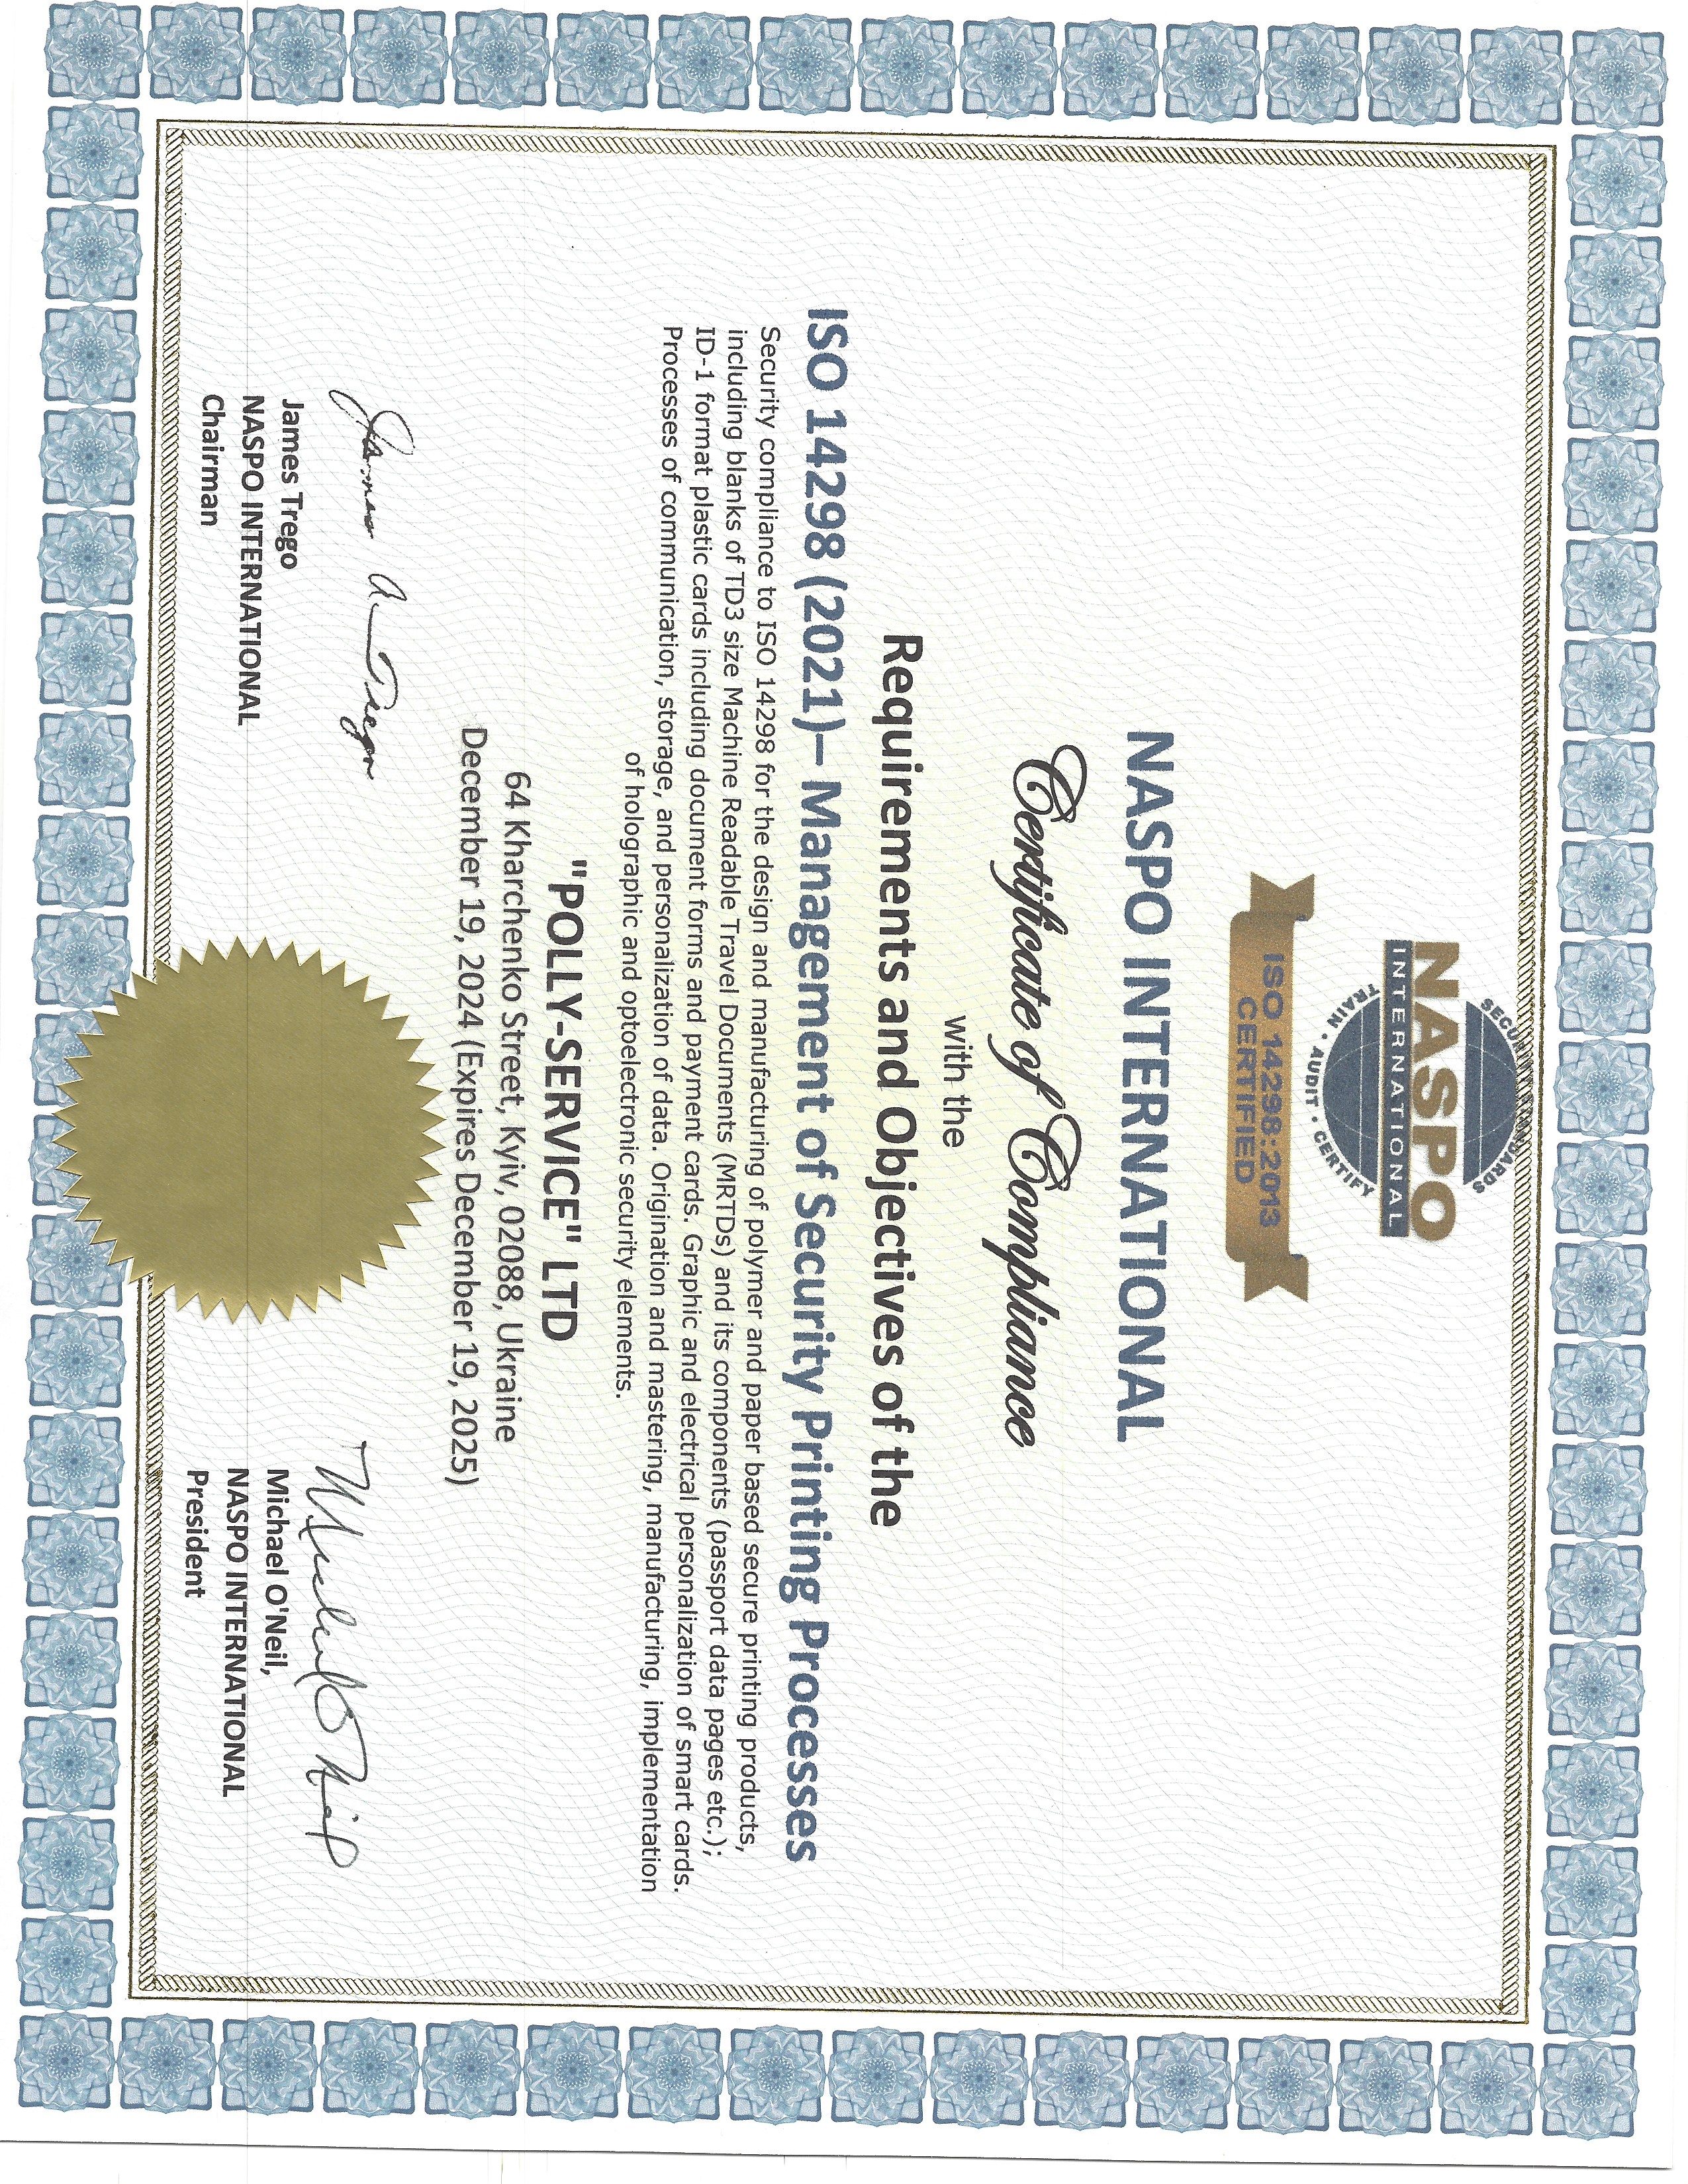 SECURITY STANDARDS
NASPO
INTERNATIONAL
TRAIN • AUDIT • CERTIFY
ISO 14298:2013
CERTIFIED
NASPO INTERNATIONAL
Certificate of Compliance
with the
Requirements and Objectives of the
ISO 14298 (2021)– Management of Security Printing Processes
Security compliance to ISO 14298 for the design and manufacturing of polymer and paper based secure printing products,
including blanks of TD3 size Machine Readable Travel Documents (MRTDs) and its components (passport data pages etc.);
ID-1 format plastic cards including document forms and payment cards. Graphic and electrical personalization of smart cards.
Processes of communication, storage, and personalization of data. Origination and mastering, manufacturing, implementation
of holographic and optoelectronic security elements.
"POLLY-SERVICE" LTD
64 Kharchenko Street, Kyiv, 02088, Ukraine
December 19, 2024 (Expires December 19, 2025)
James A Trego
James Trego
NASPO INTERNATIONAL
Chairman
Michael O'Neil
Michael O'Neil,
NASPO INTERNATIONAL
President